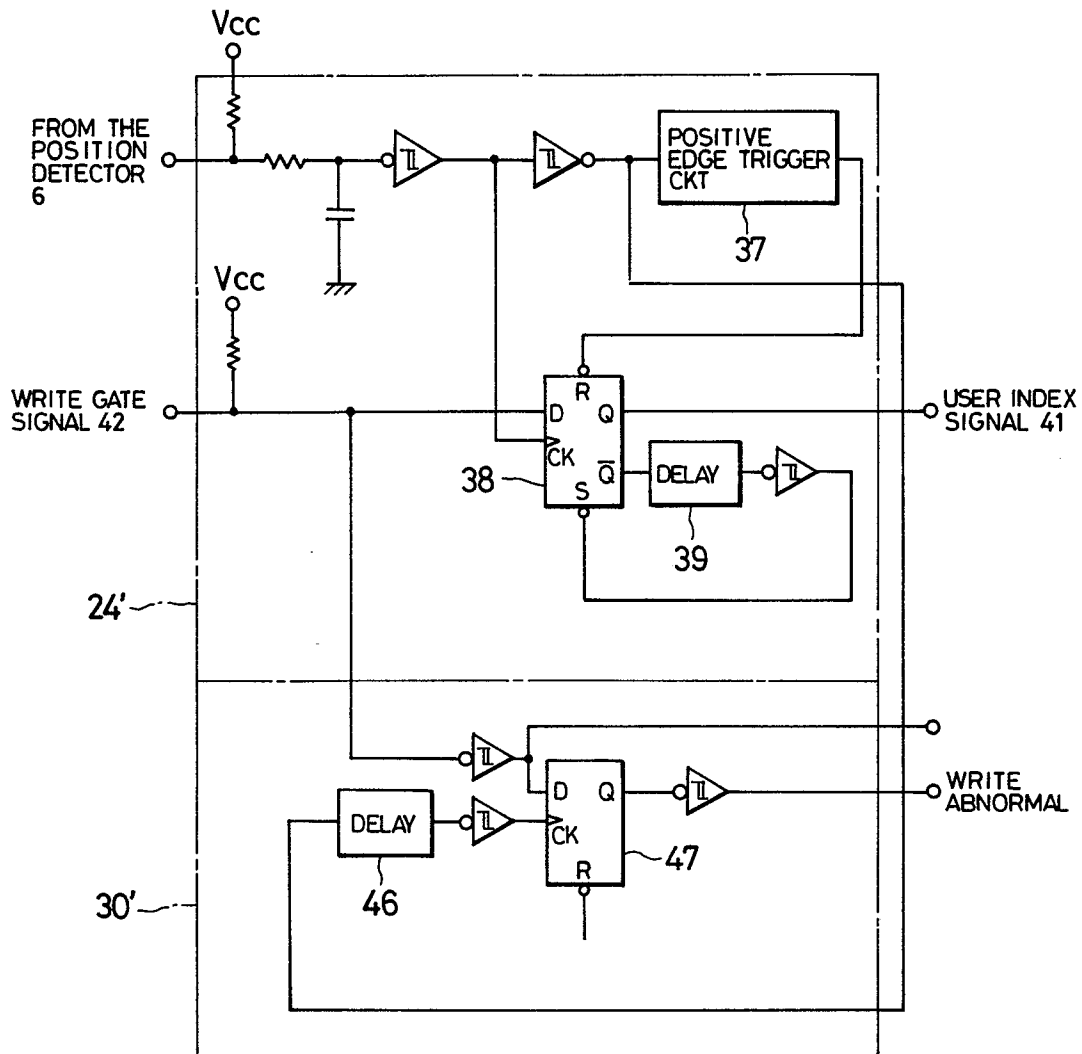 Vcc
FROM THE
POSITION
DETECTOR
6
POSITIVE
EDGE TRIGGER
CKT
37
Vcc
WRITE GATE
SIGNAL 42
R
D
Q
CK
Q̅
S
38
DELAY
39
USER INDEX
SIGNAL 41
24'
D
Q
CK
R
47
WRITE
ABNORMAL
DELAY
46
30'